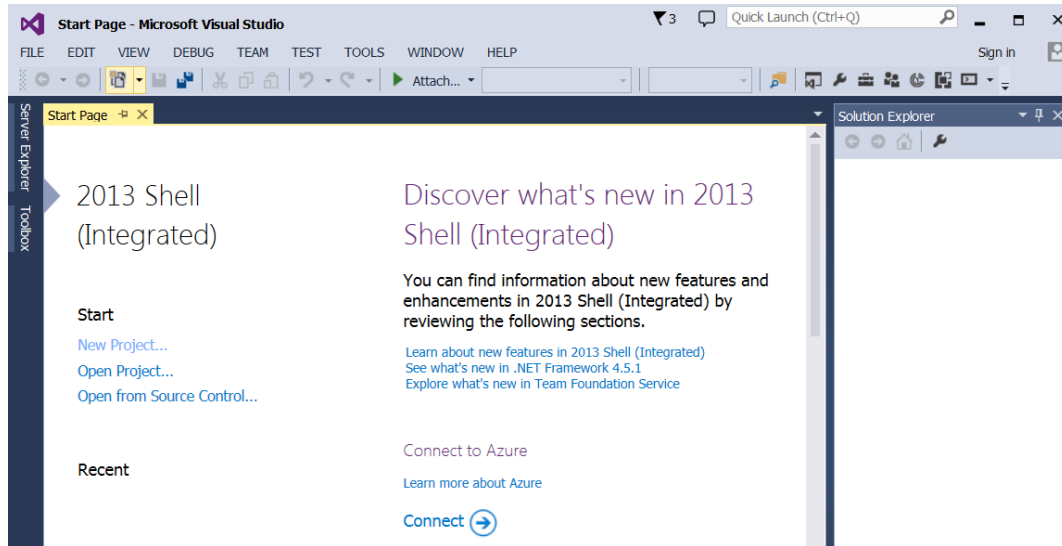 Start Page - Microsoft Visual Studio
3
Quick Launch (Ctrl+Q)
FILE EDIT VIEW DEBUG TEAM TEST TOOLS WINDOW HELP
Sign in
Attach...
Server Explorer
Toolbox
Start Page
Solution Explorer
2013 Shell
(Integrated)
Start
New Project...
Open Project...
Open from Source Control...
Recent
Discover what's new in 2013
Shell (Integrated)
You can find information about new features and
enhancements in 2013 Shell (Integrated) by
reviewing the following sections.
Learn about new features in 2013 Shell (Integrated)
See what's new in .NET Framework 4.5.1
Explore what's new in Team Foundation Service
Connect to Azure
Learn more about Azure
Connect